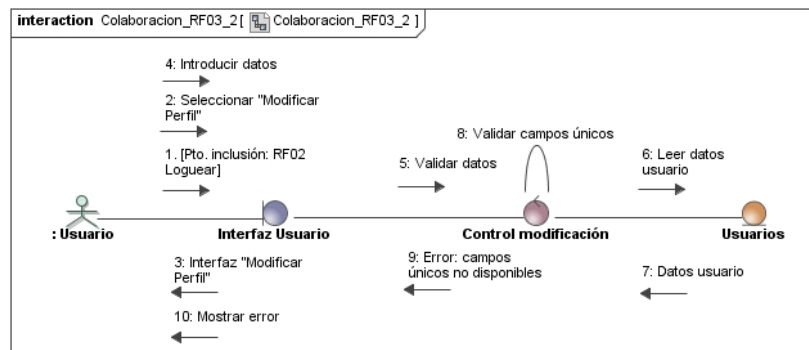 interaction Colaboracion_RF03_2[ Colaboracion_RF03_2 ]
4: Introducir datos
2: Seleccionar "Modificar
Perfil"
1. [Pto. inclusión: RF02
Loguear]
5: Validar datos
8: Validar campos únicos
6: Leer datos
usuario
: Usuario
Interfaz Usuario
Control modificación
Usuarios
3: Interfaz "Modificar
Perfil"
9: Error: campos
únicos no disponibles
7: Datos usuario
10: Mostrar error